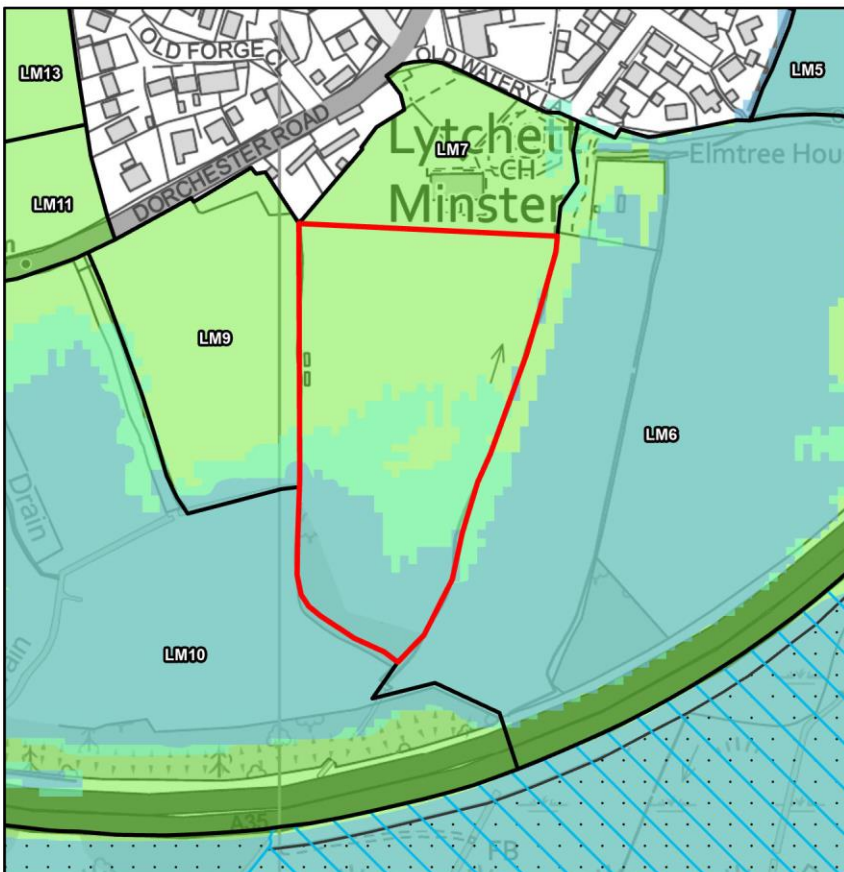 OLD FORGE
LM13
OLD WATERY
LM5
DORCHESTER ROAD
Lytchett
LM7
CH
Minster
Elmtree Hou
LM11
LM9
LM6
Drain
LM10
A35
FB